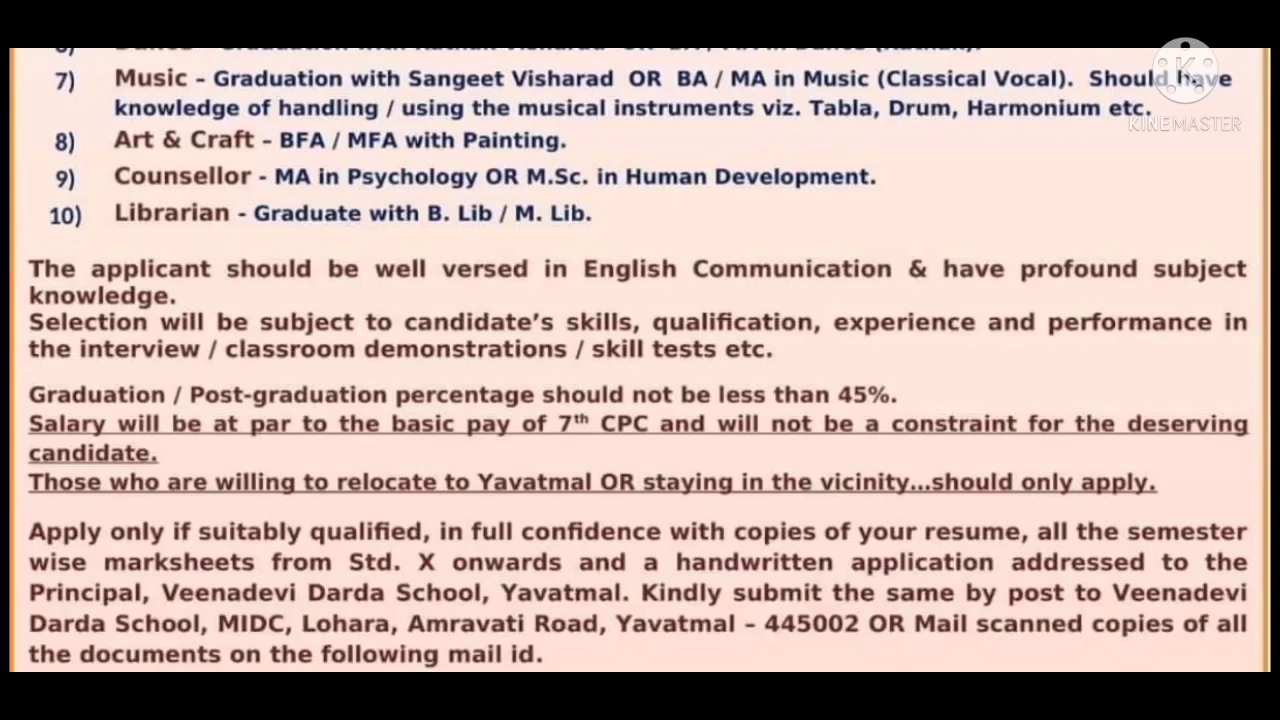 7) Music – Graduation with Sangeet Visharad OR BA / MA in Music (Classical Vocal). Should have
knowledge of handling / using the musical instruments viz. Tabla, Drum, Harmonium etc.
KINEMASTER
8) Art & Craft – BFA / MFA with Painting.
9) Counsellor - MA in Psychology OR M.Sc. in Human Development.
10) Librarian - Graduate with B. Lib / M. Lib.
The applicant should be well versed in English Communication & have profound subject
knowledge.
Selection will be subject to candidate’s skills, qualification, experience and performance in
the interview / classroom demonstrations / skill tests etc.
Graduation / Post-graduation percentage should not be less than 45%.
Salary will be at par to the basic pay of 7th CPC and will not be a constraint for the deserving
candidate.
Those who are willing to relocate to Yavatmal OR staying in the vicinity...should only apply.
Apply only if suitably qualified, in full confidence with copies of your resume, all the semester
wise marksheets from Std. X onwards and a handwritten application addressed to the
Principal, Veenadevi Darda School, Yavatmal. Kindly submit the same by post to Veenadevi
Darda School, MIDC, Lohara, Amravati Road, Yavatmal – 445002 OR Mail scanned copies of all
the documents on the following mail id.